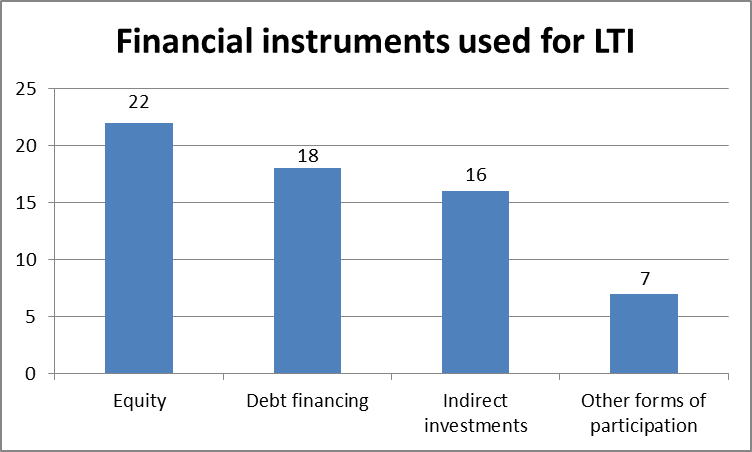 Financial instruments used for LTI
25
20
15
10
5
0
22
18
16
7
Equity
Debt financing
Indirect
investments
Other forms of
participation